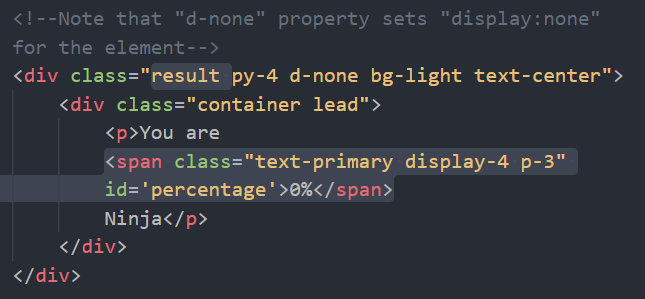 <!--Note that "d-none" property sets "display:none"
for the element-->
<div class="result py-4 d-none bg-light text-center">
<div class="container lead">
<p>You are
<span class="text-primary display-4 p-3"
id='percentage'>0%</span>
Ninja</p>
</div>
</div>